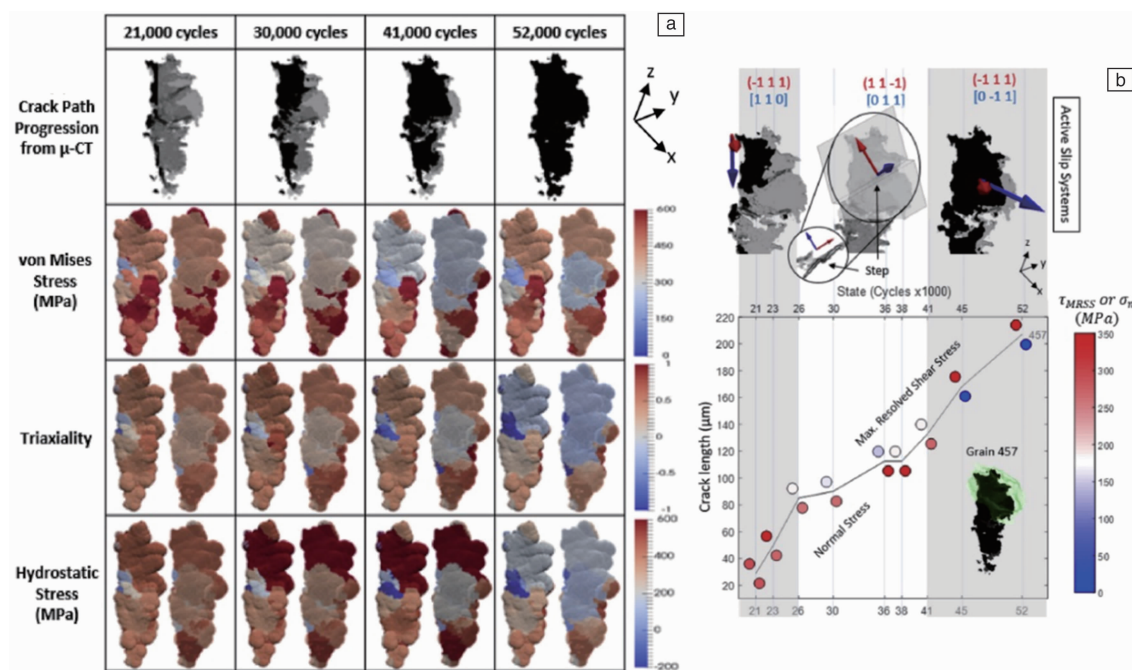 a
21,000 cycles 30,000 cycles 41,000 cycles 52,000 cycles
Crack Path
Progression
from μ-CT
z
y
x
von Mises
Stress
(MPa)
600
450
300
150
0
Triaxiality
1
0.5
0
-0.5
-1
Hydrostatic
Stress
(MPa)
600
400
200
0
-200
b
(-1 1 1) (1 1 -1) (-1 1 1)
[1 1 0] [0 1 1] [0 -1 1]
Active Slip Systems
Step
z
y
x
State (Cycles x1000)
21 23 26 30 36 38 41 45 52
τMRSS or σn
(MPa)
220
200
180
160
140
120
100
80
60
40
20
Crack length (μm)
457
Max. Resolved Shear Stress
Normal Stress
Grain 457
350
300
250
200
150
100
50
0
21 23 26 30 36 38 41 45 52